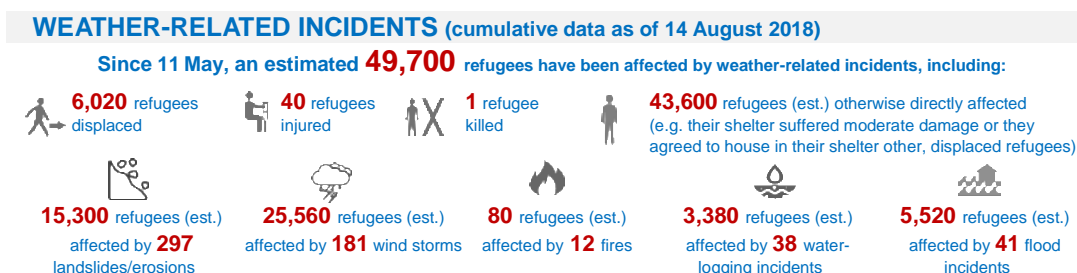 WEATHER-RELATED INCIDENTS (cumulative data as of 14 August 2018)
Since 11 May, an estimated 49,700 refugees have been affected by weather-related incidents, including:
6,020 refugees
displaced
40 refugees
injured
1 refugee
killed
43,600 refugees (est.) otherwise directly affected
(e.g. their shelter suffered moderate damage or they
agreed to house in their shelter other, displaced refugees)
15,300 refugees (est.)
affected by 297
landslides/erosions
25,560 refugees (est.)
affected by 181 wind storms
80 refugees (est.)
affected by 12 fires
3,380 refugees (est.)
affected by 38 water-
logging incidents
5,520 refugees (est.)
affected by 41 flood
incidents